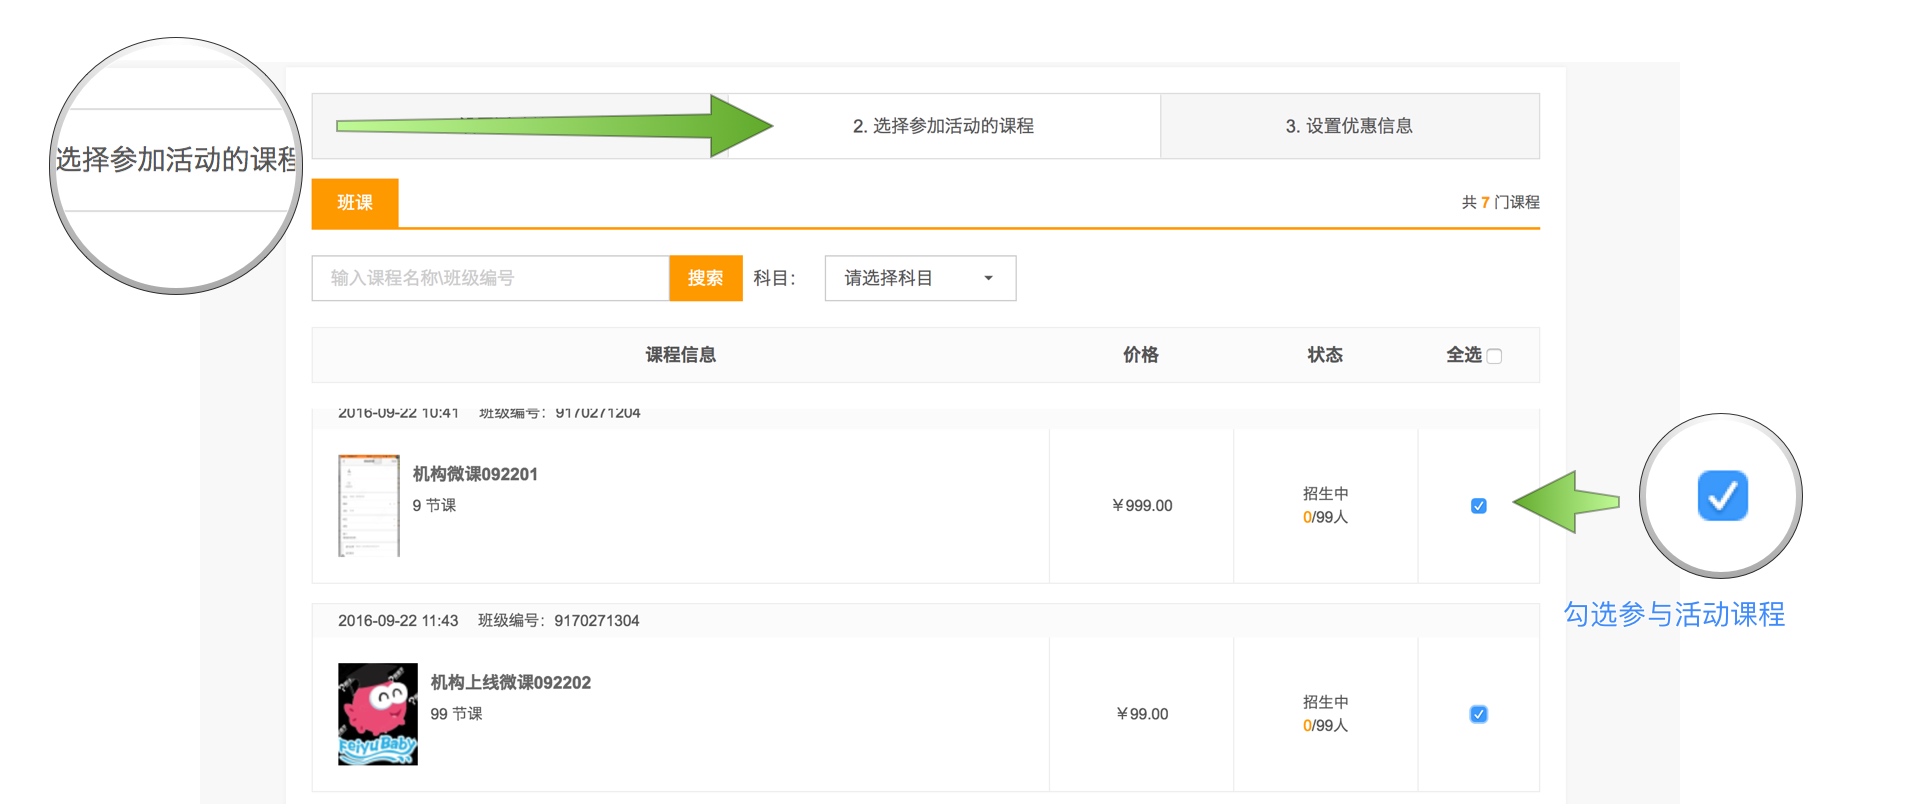 选择参加活动的课程
2. 选择参加活动的课程
3. 设置优惠信息
班课
共 7 门课程
输入课程名称\班级编号
搜索
科目：
请选择科目
课程信息
价格
状态
全选
2016-09-22 10:41 班级编号：9170271204
机构微课092201
9 节课
￥999.00
招生中
0/99人
勾选参与活动课程
2016-09-22 11:43 班级编号：9170271304
机构上线微课092202
99 节课
FeiyuBaby
￥99.00
招生中
0/99人